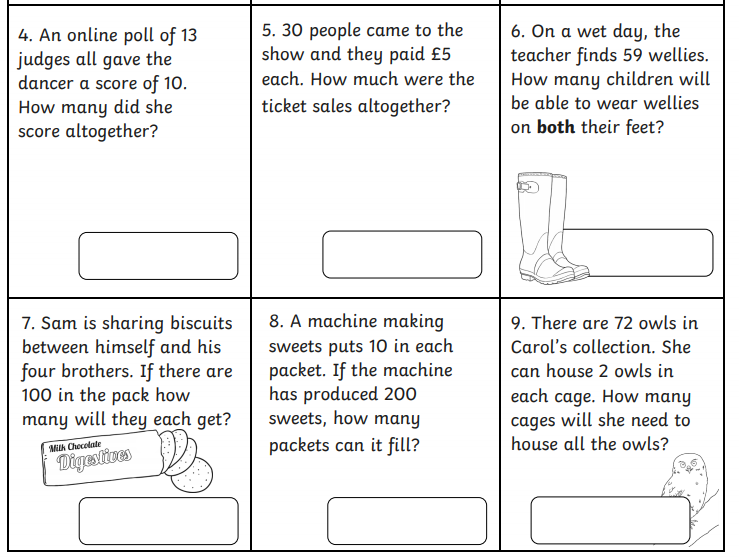 4. An online poll of 13
judges all gave the
dancer a score of 10.
How many did she
score altogether?
5. 30 people came to the
show and they paid £5
each. How much were the
ticket sales altogether?
6. On a wet day, the
teacher finds 59 wellies.
How many children will
be able to wear wellies
on both their feet?
7. Sam is sharing biscuits
between himself and his
four brothers. If there are
100 in the pack how
many will they each get?
Milk Chocolate
Digestives
8. A machine making
sweets puts 10 in each
packet. If the machine
has produced 200
sweets, how many
packets can it fill?
9. There are 72 owls in
Carol's collection. She
can house 2 owls in
each cage. How many
cages will she need to
house all the owls?